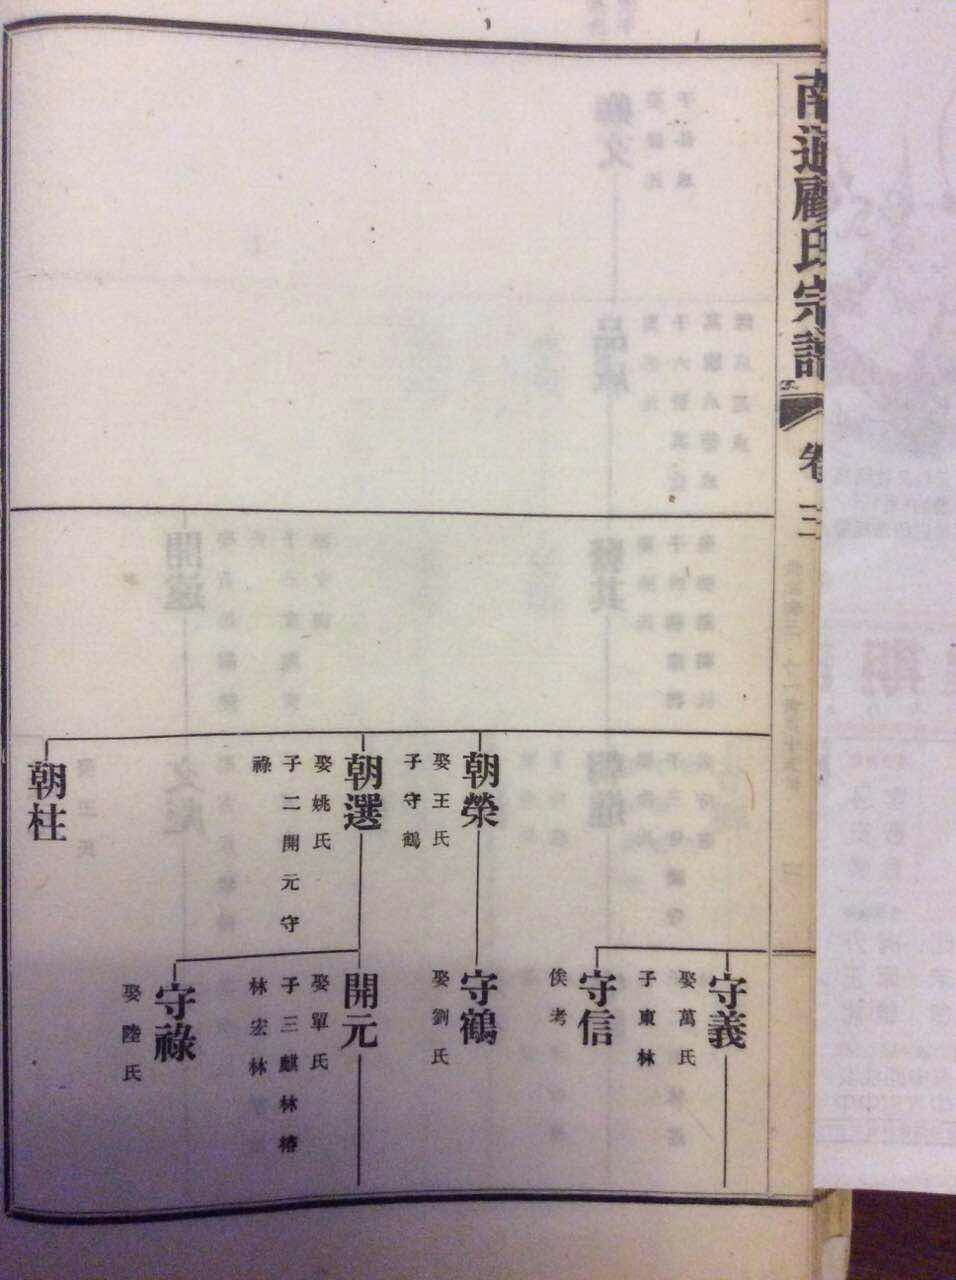 南通顧氏宗譜
卷三
朝榮
娶王氏
子守鶴
朝選
娶姚氏
子二開元守
祿
朝柱
守義
娶萬氏
子東林
守信
俟考
守鶴
娶劉氏
開元
娶單氏
子三麒林椿
林宏林
守祿
娶陸氏